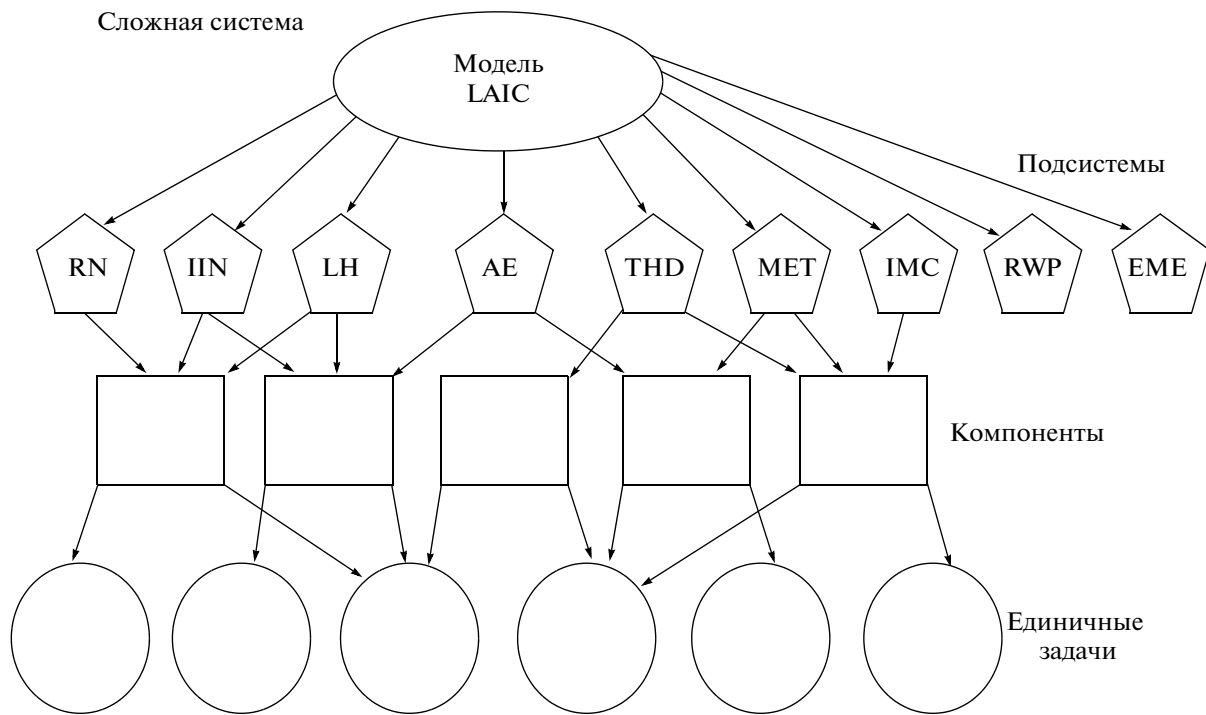 Сложная система
Модель
LAIC
Подсистемы
RN IIN LH AE THD MET IMC RWP EME
Компоненты
Единичные
задачи